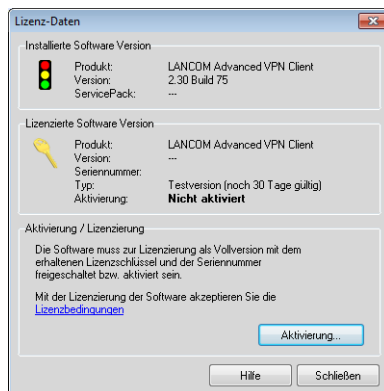 Lizenz-Daten
Installierte Software Version
Produkt: LANCOM Advanced VPN Client
Version: 2.30 Build 75
ServicePack: ---
Lizenzierte Software Version
Produkt: LANCOM Advanced VPN Client
Version: ---
Seriennummer:
Typ: Testversion (noch 30 Tage gültig)
Aktivierung: Nicht aktiviert
Aktivierung / Lizenzierung
Die Software muss zur Lizenzierung als Vollversion mit dem
erhaltenen Lizenzschlüssel und der Seriennummer
freigeschaltet bzw. aktiviert sein.
Mit der Lizenzierung der Software akzeptieren Sie die
Lizenzbedingungen
Aktivierung...
Hilfe Schließen